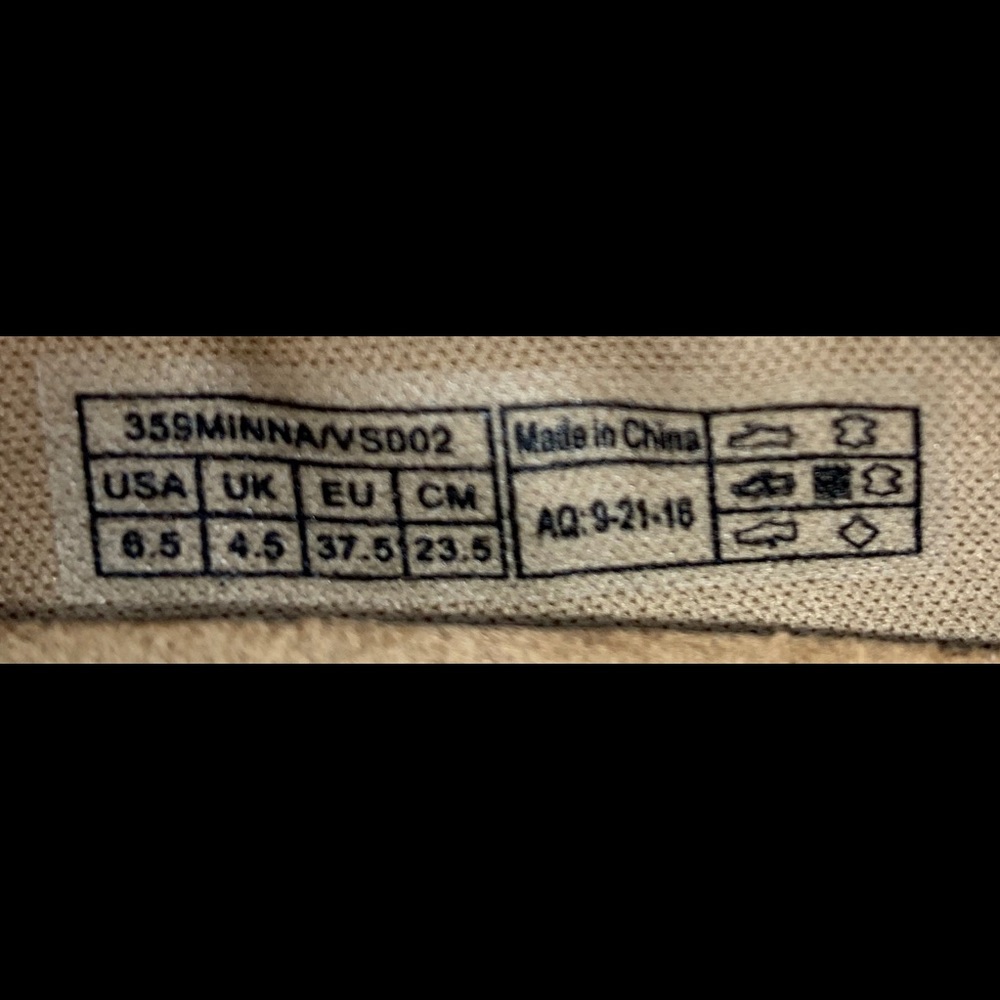 359MINNA/VSD02
USA UK EU CM
6.5 4.5 37.5 23.5
Made in China
AQ:9-21-16